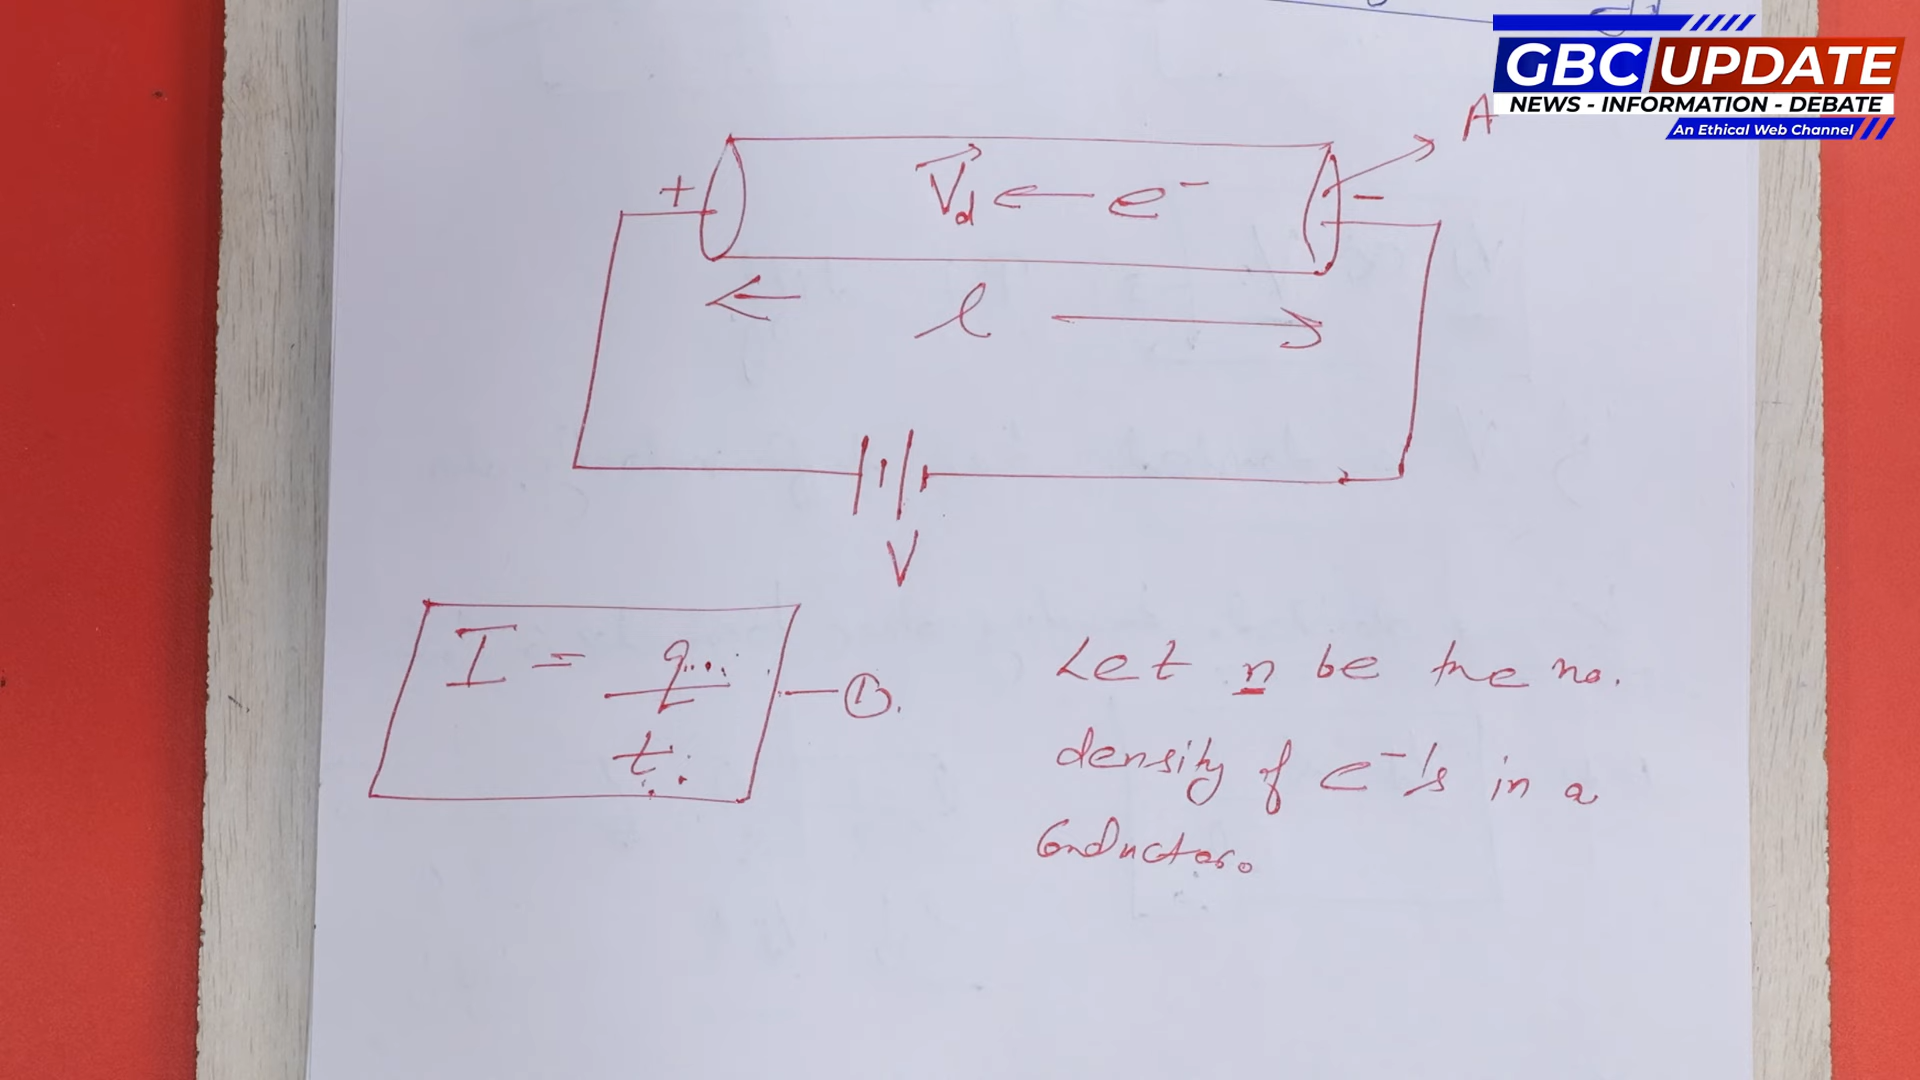 GBC UPDATE
NEWS - INFORMATION - DEBATE
An Ethical Web Channel
A
+ V⃗d ← e⁻ -
l
V
I = q / t — ①.
Let n be the no.
density of e⁻'s in a
Conductor.